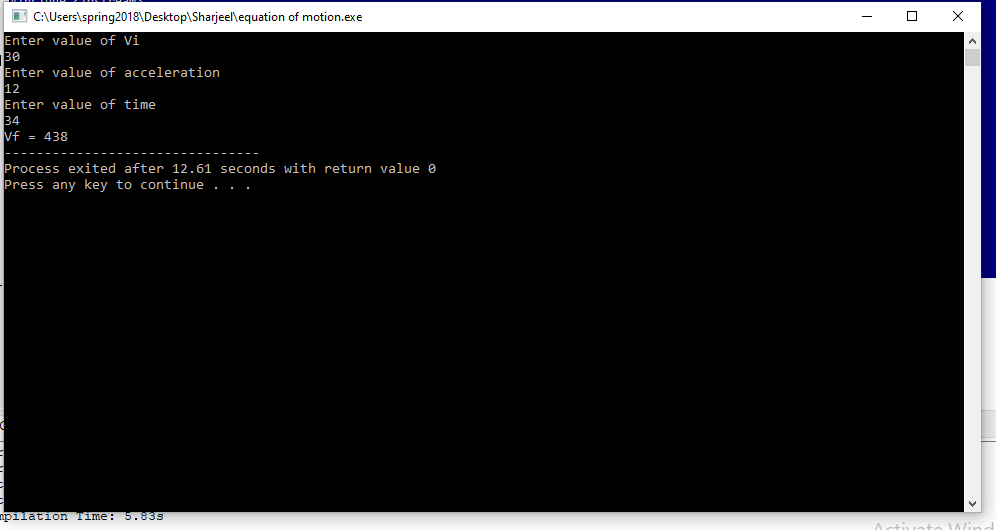 C:\Users\spring2018\Desktop\Sharjeel\equation of motion.exe
Enter value of Vi
30
Enter value of acceleration
12
Enter value of time
34
Vf = 438
--------------------------------
Process exited after 12.61 seconds with return value 0
Press any key to continue . . .
Time: 5.83s
Activate